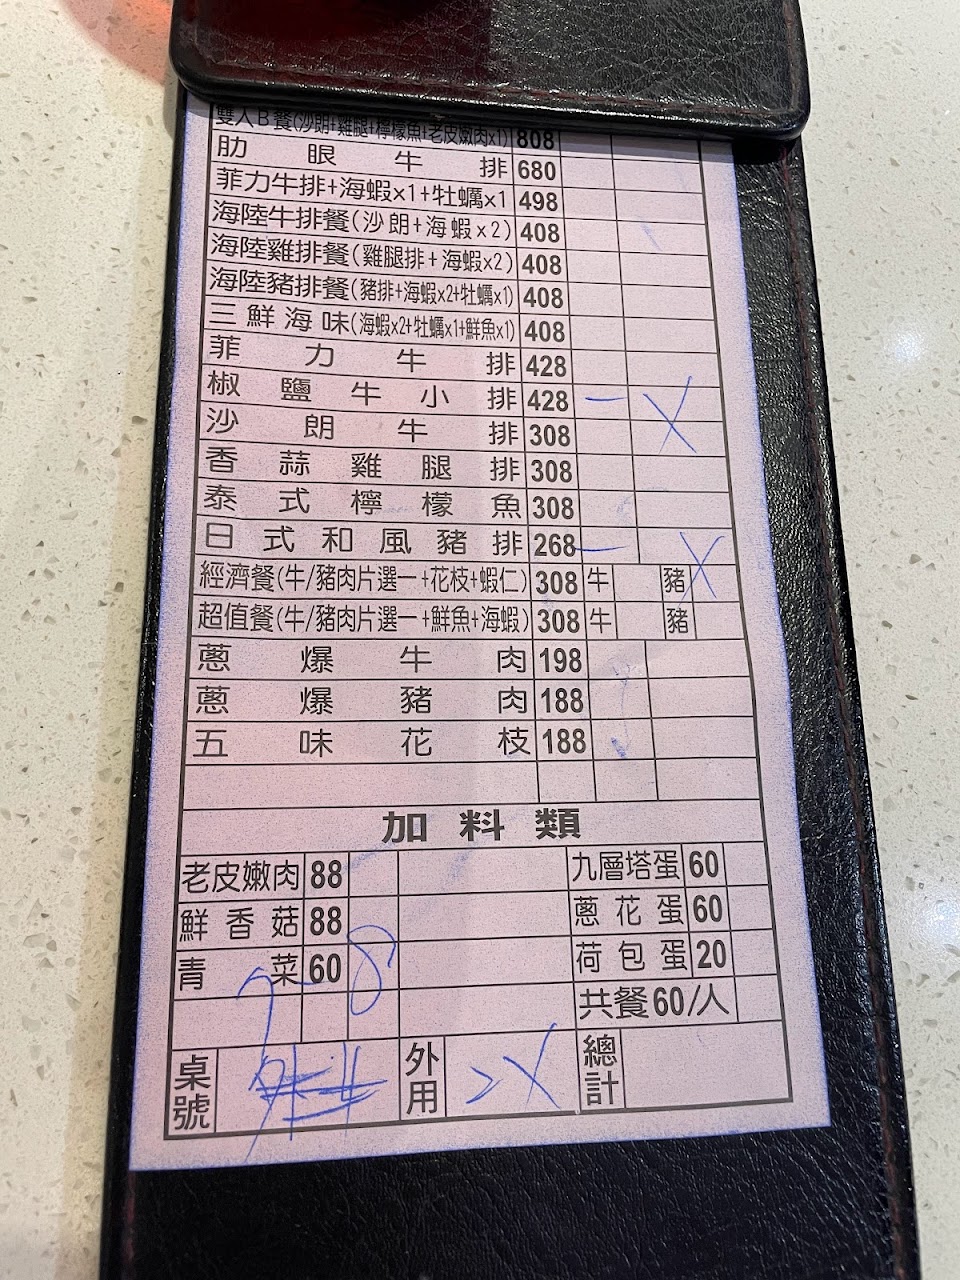 雙人B餐(沙朗+雞腿+檸檬魚+老皮嫩肉x1) 808
肋眼牛排 680
菲力牛排+海蝦x1+牡蠣x1 498
海陸牛排餐(沙朗+海蝦x2) 408
海陸雞排餐(雞腿排+海蝦x2) 408
海陸豬排餐(豬排+海蝦x2+牡蠣x1) 408
三鮮海味(海蝦x2+牡蠣x1+鮮魚x1) 408
菲力牛排 428
椒鹽牛小排 428 一 X
沙朗牛排 308
香蒜雞腿排 308
泰式檸檬魚 308
日式和風豬排 268 一 X
經濟餐(牛/豬肉片選一+花枝+蝦仁) 308 牛 豬
超值餐(牛/豬肉片選一+鮮魚+海蝦) 308 牛 豬
蔥爆牛肉 198
蔥爆豬肉 188
五味花枝 188
加料類
老皮嫩肉 88 九層塔蛋 60
鮮香菇 88 蔥花蛋 60
青菜 60 荷包蛋 20
共餐60/人
桌號 外用 總計